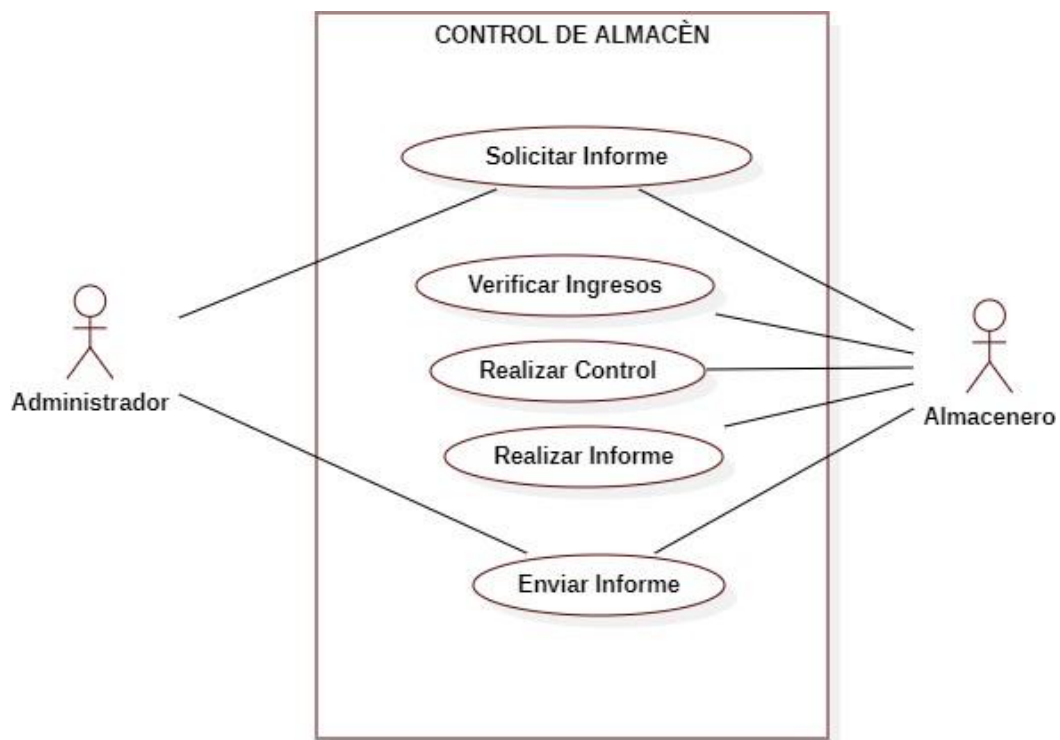 CONTROL DE ALMACÈN
Solicitar Informe
Verificar Ingresos
Realizar Control
Administrador
Almacenero
Realizar Informe
Enviar Informe